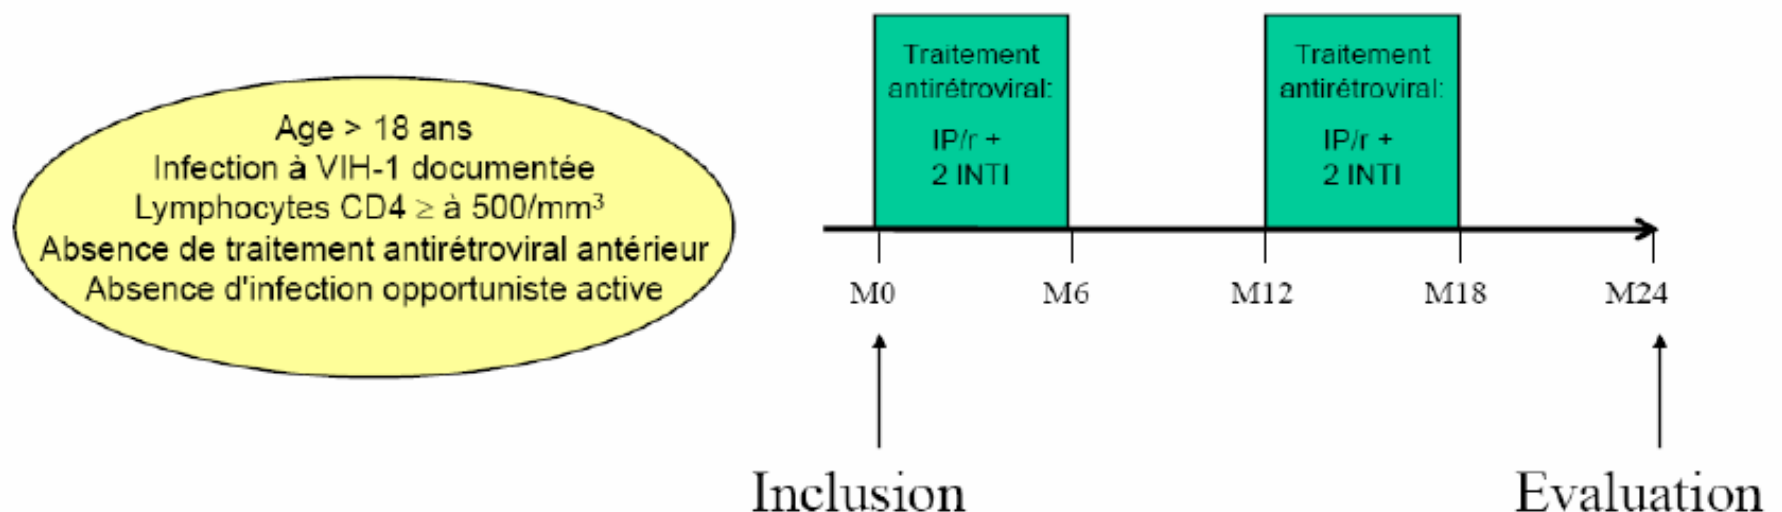 Age > 18 ans
Infection à VIH-1 documentée
Lymphocytes CD4 ≥ à 500/mm³
Absence de traitement antirétroviral antérieur
Absence d'infection opportuniste active
Traitement
antirétroviral:
IP/r +
2 INTI
Traitement
antirétroviral:
IP/r +
2 INTI
M0 M6 M12 M18 M24
Inclusion Evaluation